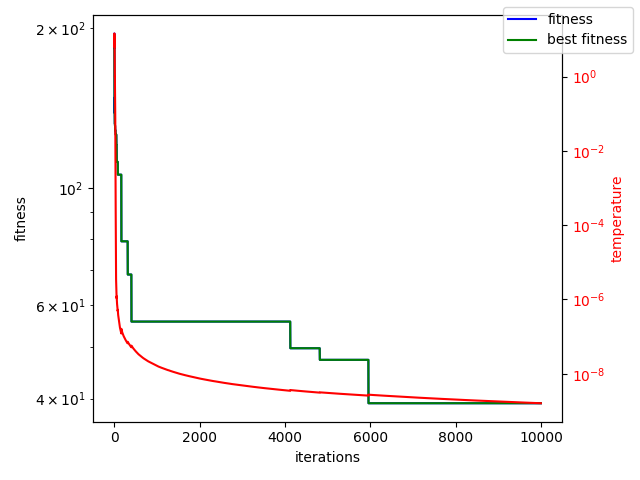 fitness
best fitness
2 × 10²
10²
6 × 10¹
4 × 10¹
fitness
10⁰
10⁻²
10⁻⁴
10⁻⁶
10⁻⁸
temperature
0 2000 4000 6000 8000 10000
iterations